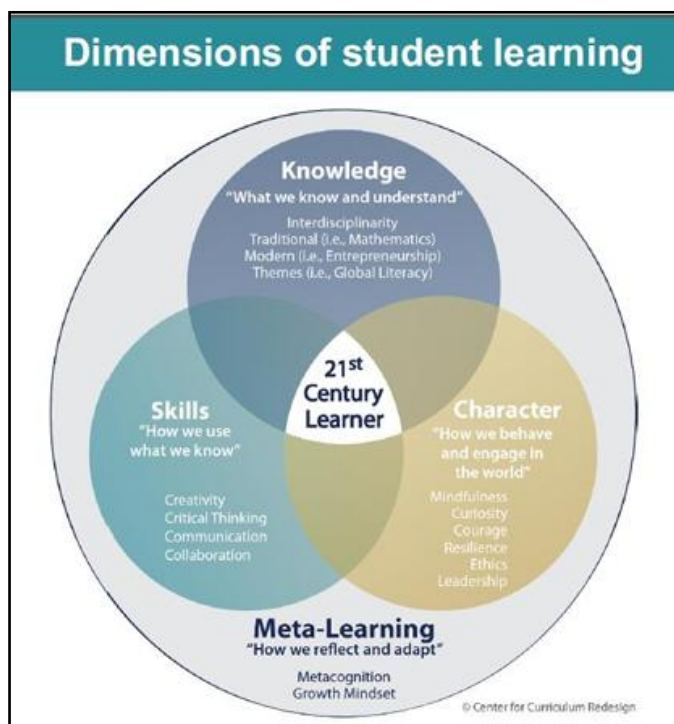 Dimensions of student learning
Knowledge
"What we know and understand"
Interdisciplinarity
Traditional (i.e., Mathematics)
Modern (i.e., Entrepreneurship)
Themes (i.e., Global Literacy)
21st
Century
Learner
Skills
"How we use
what we know"
Creativity
Critical Thinking
Communication
Collaboration
Character
"How we behave
and engage in
the world"
Mindfulness
Curiosity
Courage
Resilience
Ethics
Leadership
Meta-Learning
"How we reflect and adapt"
Metacognition
Growth Mindset
© Center for Curriculum Redesign